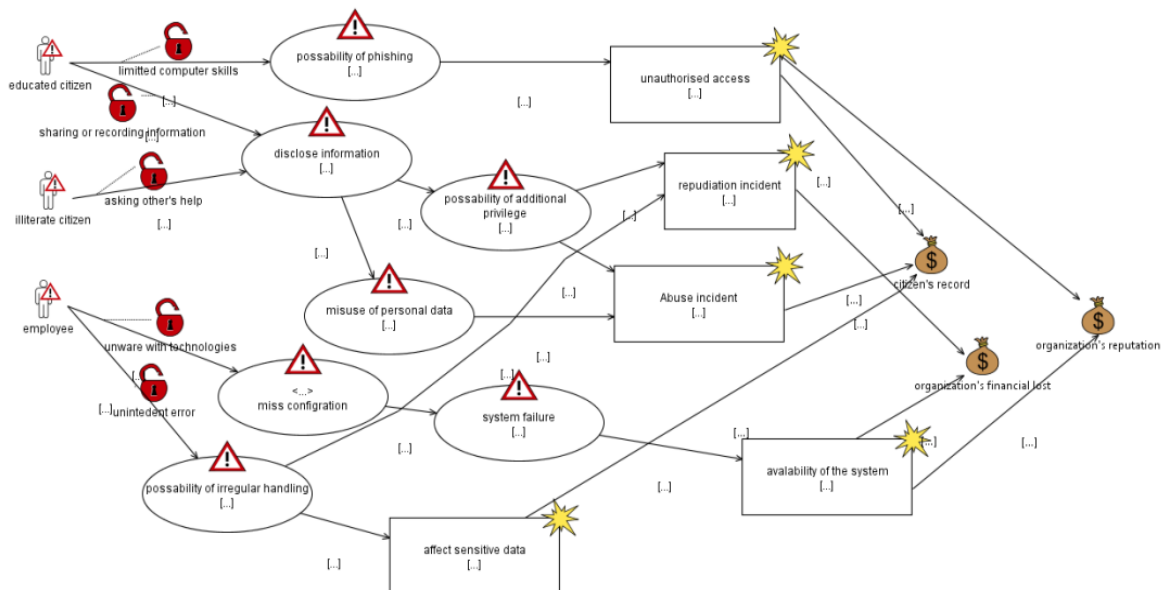 educated citizen
limitted computer skills
[...]
sharing or recording information
[...]
possability of phishing
[...]
[...]
unauthorised access
[...]
disclose information
[...]
illiterate citizen
asking other's help
[...]
possability of additional
privilege
[...]
[...]
[...]
repudiation incident
[...]
[...]
[...]
[...]
misuse of personal data
[...]
[...]
Abuse incident
[...]
[...]
[...]
citizen's record
organization's reputation
organization's financial lost
employee
unware with technologies
[...]
unintedent error
[...]
<...>
miss configration
[...]
[...]
system failure
[...]
[...]
possability of irregular handling
[...]
[...]
[...]
avalability of the system
[...]
[...]
[...]
[...]
affect sensitive data
[...]
[...]